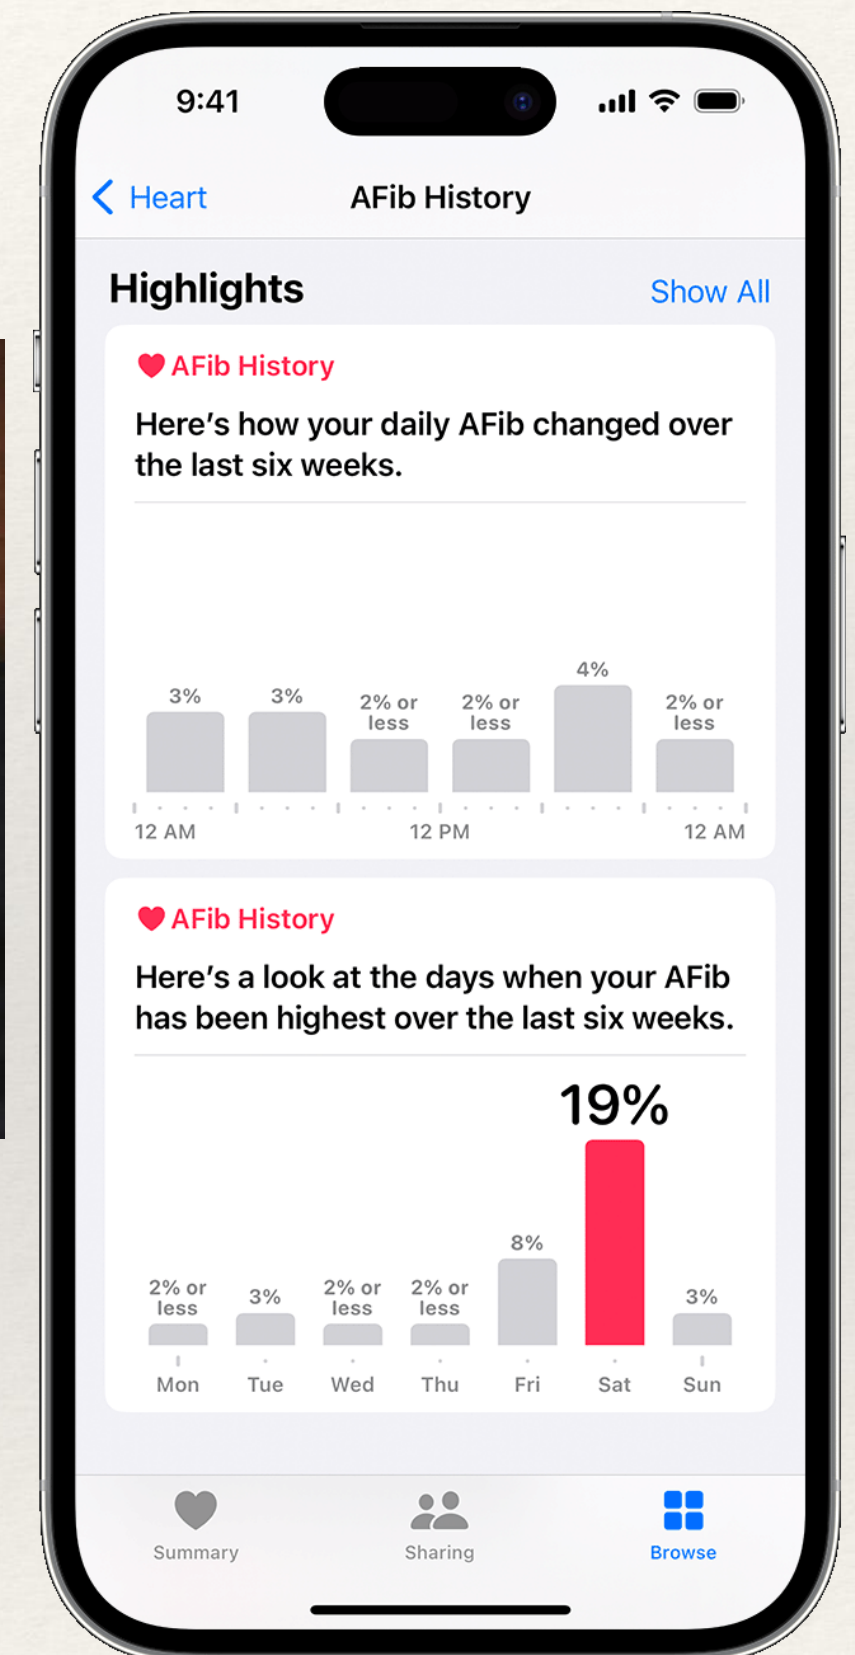 9:41
Heart
AFib History
Highlights
Show All
AFib History
Here's how your daily AFib changed over
the last six weeks.
3%
3%
2% or
less
2% or
less
4%
2% or
less
12 AM
12 PM
12 AM
AFib History
Here's a look at the days when your AFib
has been highest over the last six weeks.
2% or
less
3%
2% or
less
2% or
less
8%
19%
3%
Mon
Tue
Wed
Thu
Fri
Sat
Sun
Summary
Sharing
Browse